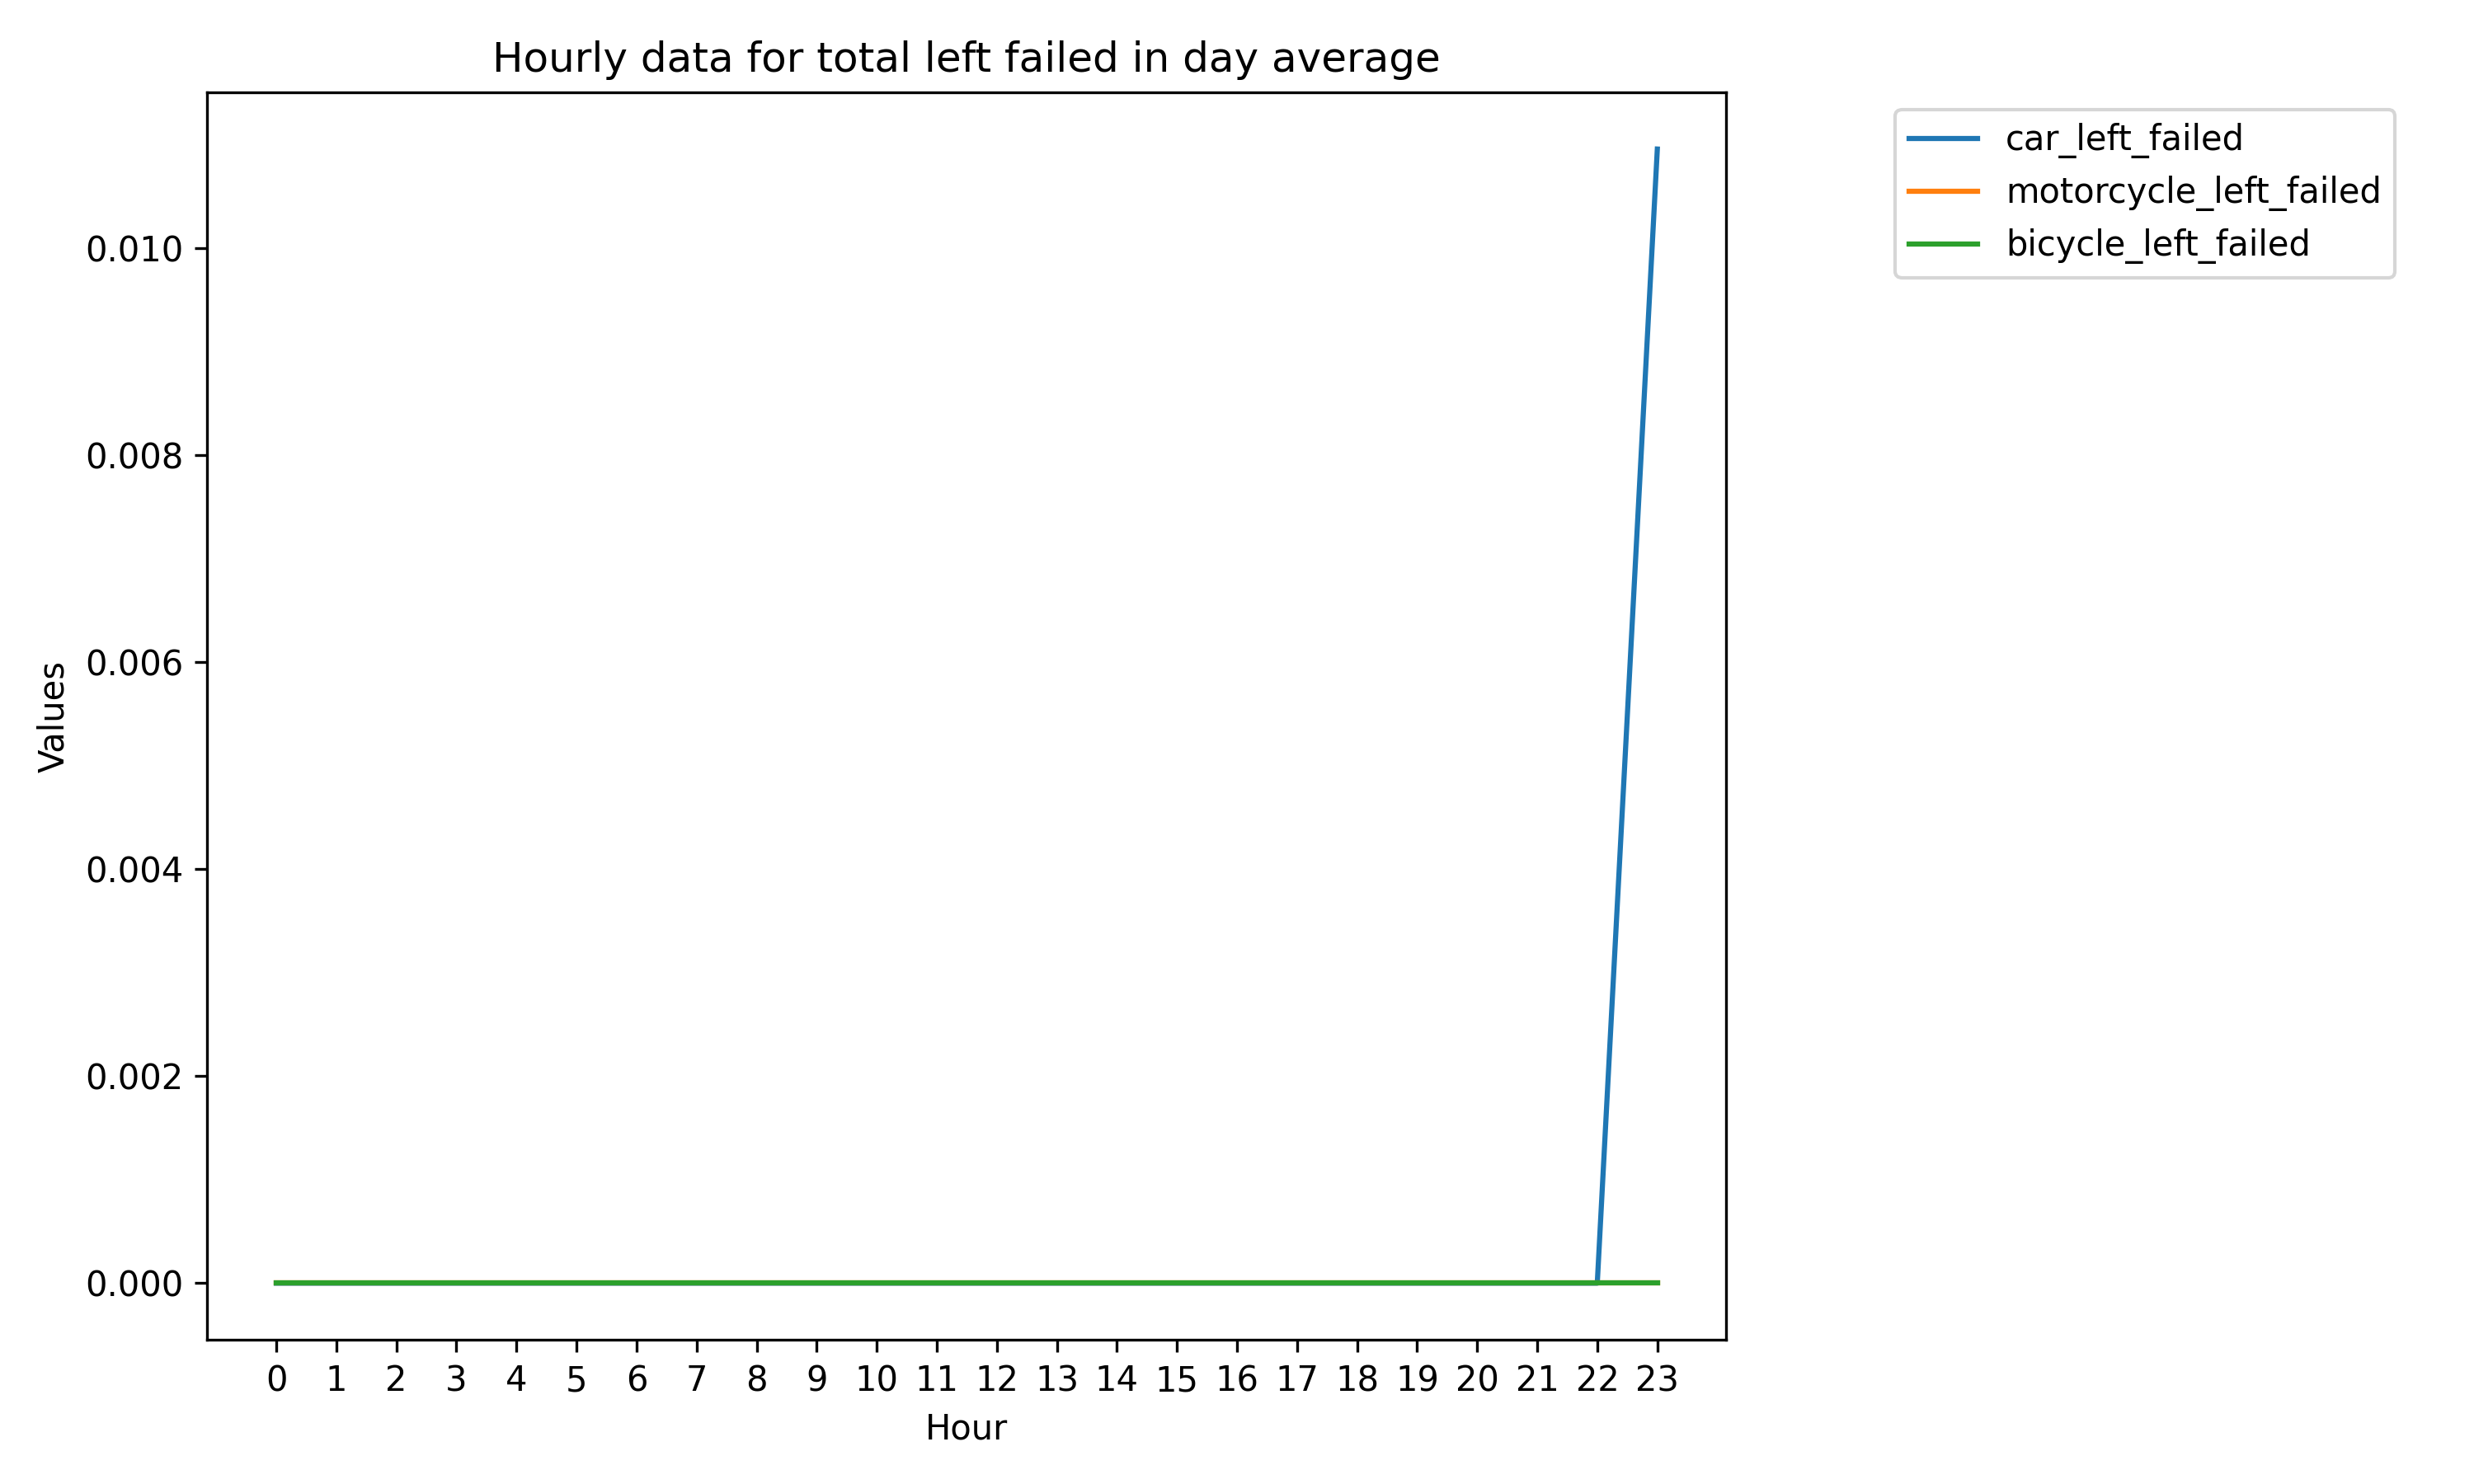 Hourly data for total left failed in day average
car_left_failed
motorcycle_left_failed
bicycle_left_failed
Values
0.010
0.008
0.006
0.004
0.002
0.000
0 1 2 3 4 5 6 7 8 9 10 11 12 13 14 15 16 17 18 19 20 21 22 23
Hour